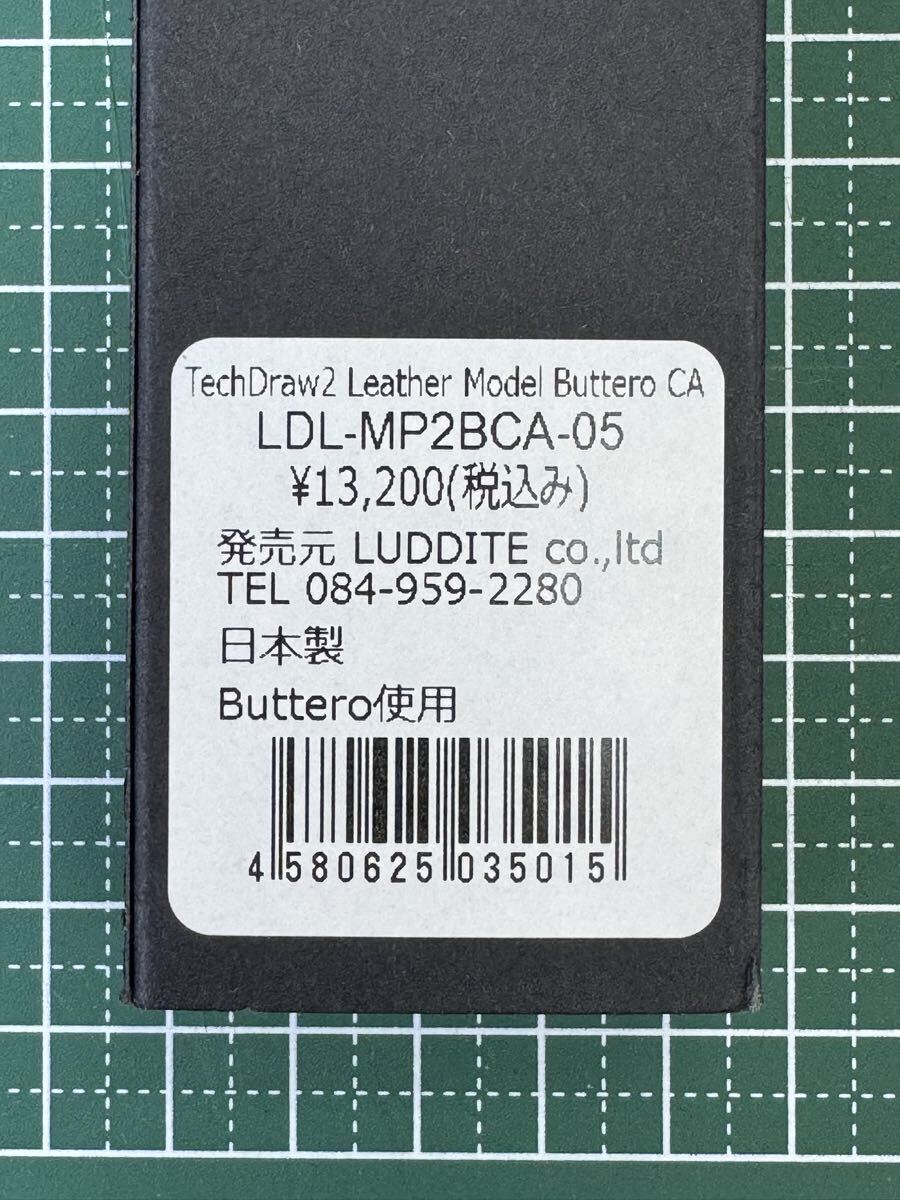 TechDraw2 Leather Model Buttero CA
LDL-MP2BCA-05
¥13,200(税込み)
発売元 LUDDITE co.,ltd
TEL 084-959-2280
日本製
Buttero使用
4 580625 035015